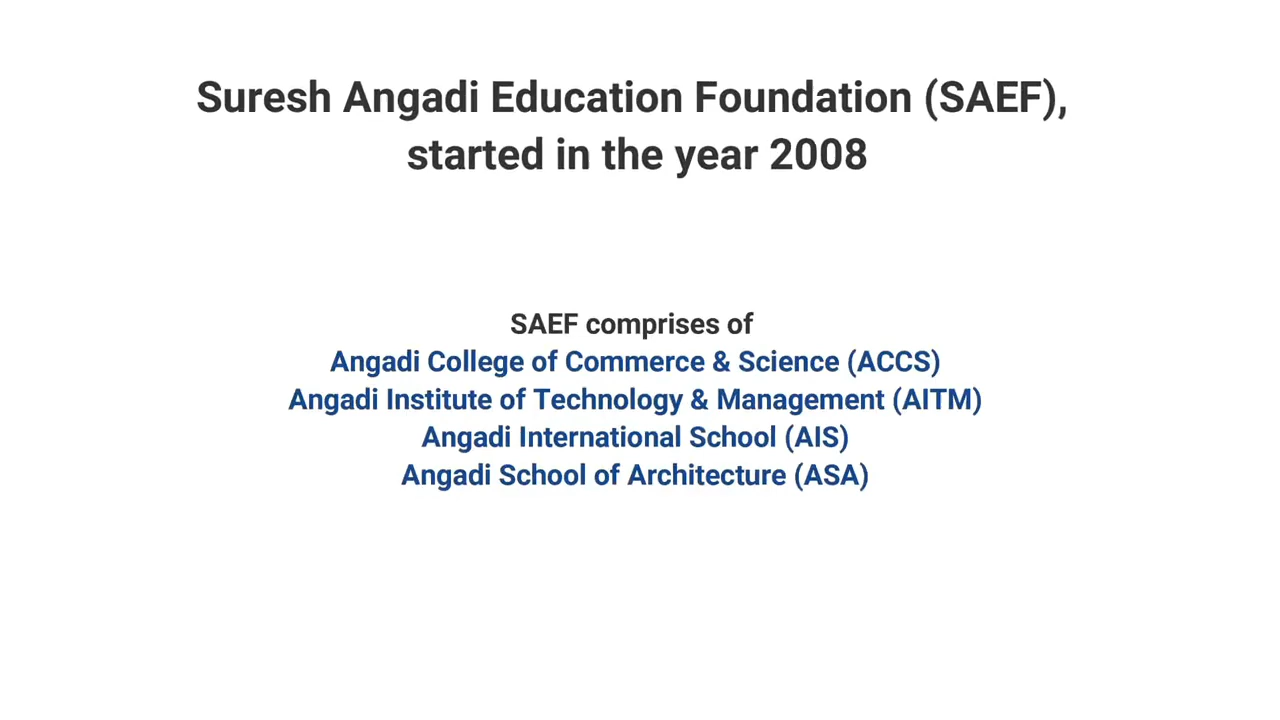 Suresh Angadi Education Foundation (SAEF),
started in the year 2008
SAEF comprises of
Angadi College of Commerce & Science (ACCS)
Angadi Institute of Technology & Management (AITM)
Angadi International School (AIS)
Angadi School of Architecture (ASA)